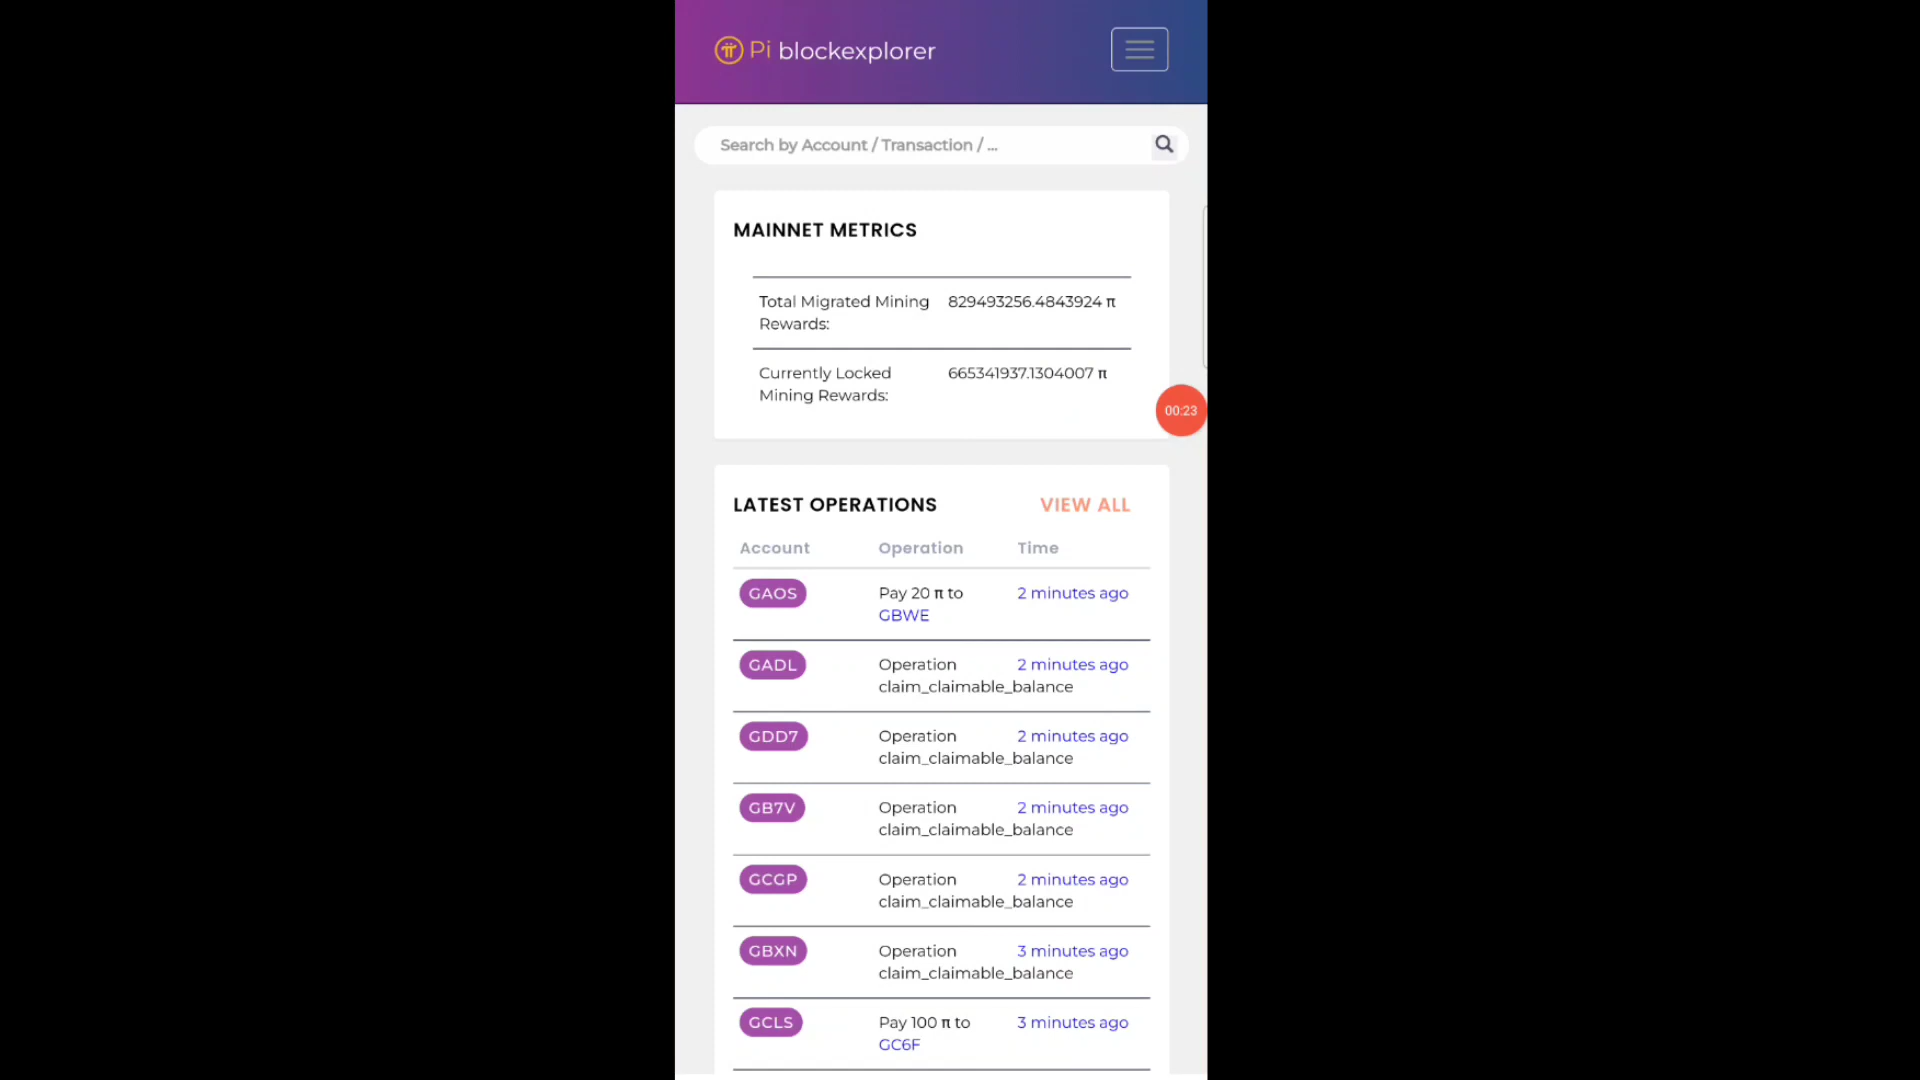 Pi blockexplorer
Search by Account / Transaction / ...
MAINNET METRICS
Total Migrated Mining 829493256.4843924 π
Rewards:
Currently Locked 665341937.1304007 π
Mining Rewards:
00:23
LATEST OPERATIONS VIEW ALL
Account Operation Time
GAOS Pay 20 π to 2 minutes ago
GBWE
GADL Operation 2 minutes ago
claim_claimable_balance
GDD7 Operation 2 minutes ago
claim_claimable_balance
GB7V Operation 2 minutes ago
claim_claimable_balance
GCGP Operation 2 minutes ago
claim_claimable_balance
GBXN Operation 3 minutes ago
claim_claimable_balance
GCLS Pay 100 π to 3 minutes ago
GC6F